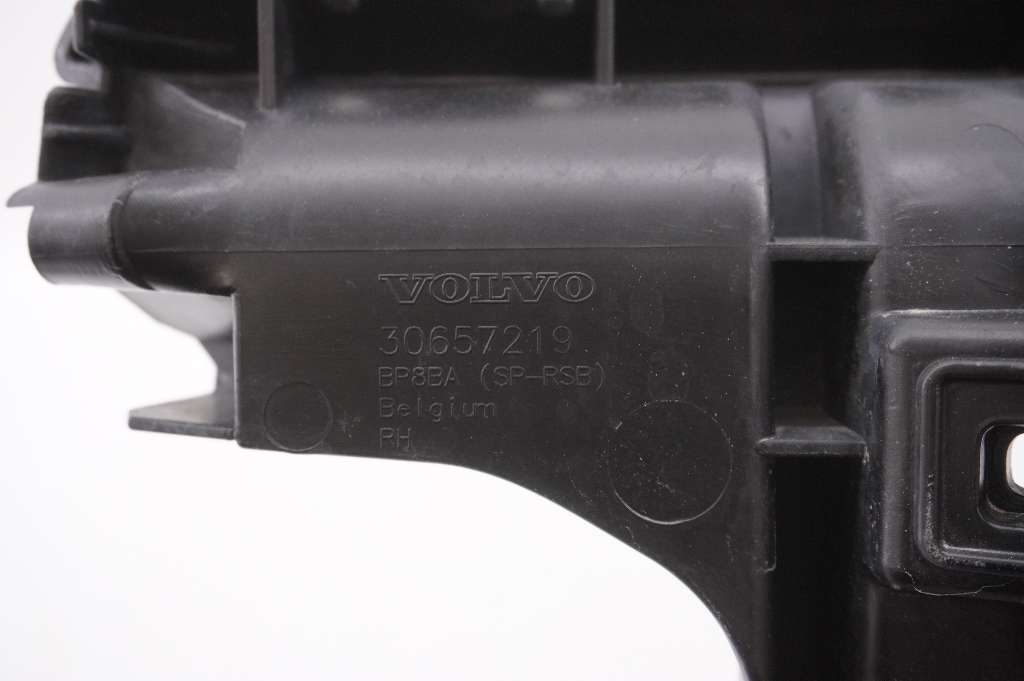 VOLVO
30657219
BP8BA (SP-RSB)
Belgium
RH